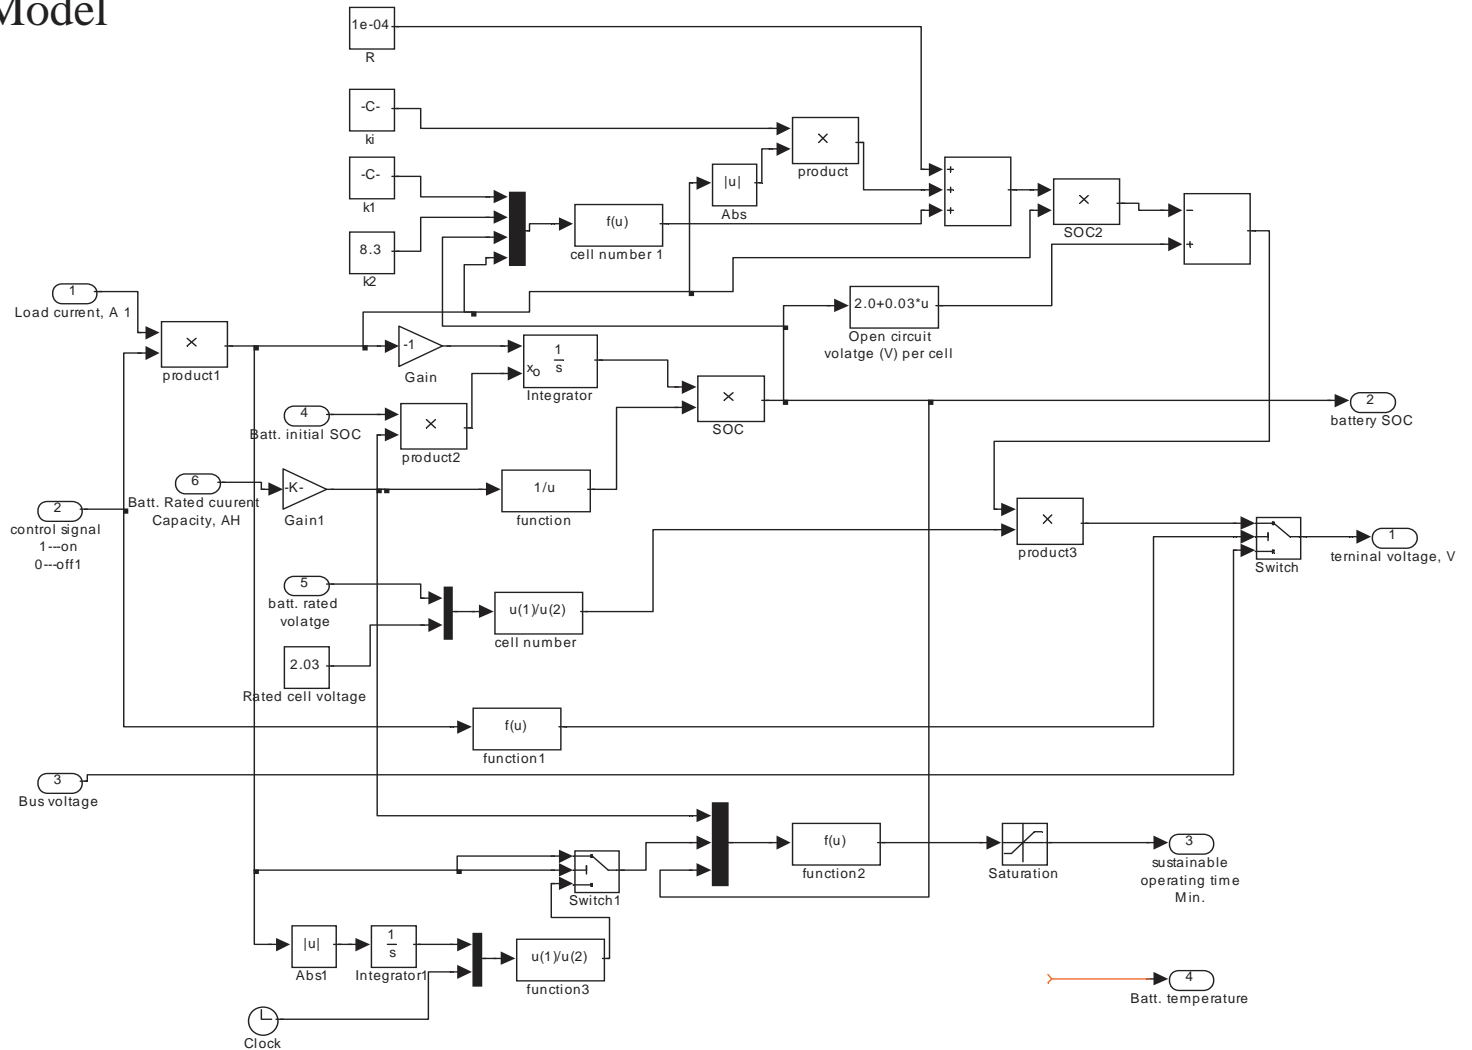 Model
1e-04
R
-C-
ki
-C-
k1
8.3
k2
×
product
|u|
Abs
f(u)
cell number 1
+
+
+
×
SOC2
−
+
1
Load current, A 1
×
product1
-1
Gain
1
s
xo
Integrator
2.0+0.03*u
Open circuit
volatge (V) per cell
4
Batt. initial SOC
×
product2
×
SOC
2
battery SOC
6
Batt. Rated cuurent
Capacity, AH
-K-
Gain1
1/u
function
2
control signal
1---on
0---off1
×
product3
Switch
1
terninal voltage, V
5
batt. rated
volatge
u(1)/u(2)
cell number
2.03
Rated cell voltage
f(u)
function1
3
Bus voltage
Switch1
f(u)
function2
Saturation
3
sustainable
operating time
Min.
|u|
Abs1
1
s
Integrator1
u(1)/u(2)
function3
4
Batt. temperature
Clock